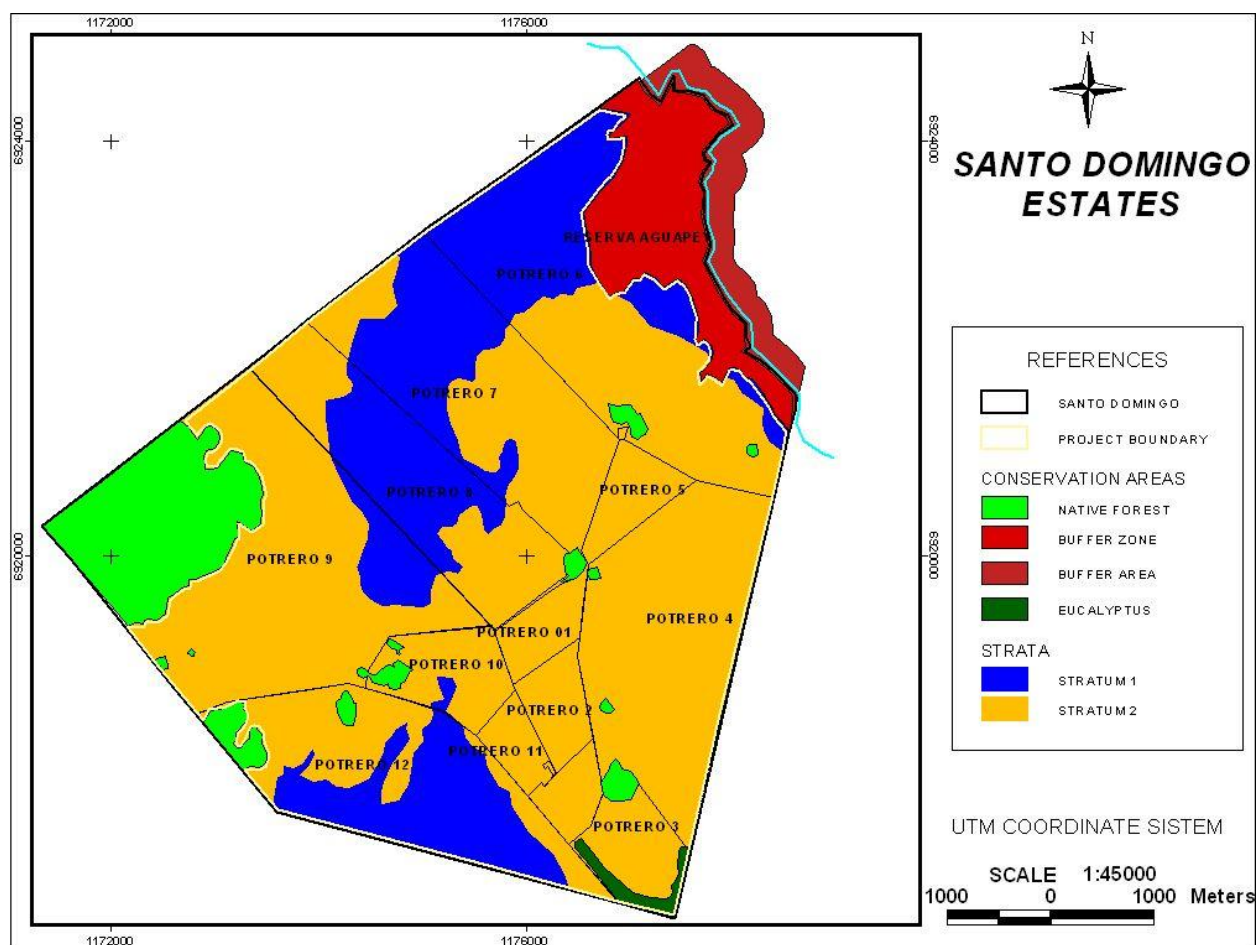 1172000
1176000
N
6924000
6924000
SANTO DOMINGO
ESTATES
RESERVA AGUAPEY
POTRERO 6
REFERENCES
SANTO DOMINGO
PROJECT BOUNDARY
CONSERVATION AREAS
NATIVE FOREST
BUFFER ZONE
BUFFER AREA
EUCALYPTUS
STRATA
STRATUM 1
STRATUM 2
POTRERO 7
POTRERO 8
POTRERO 5
POTRERO 9
6920000
6920000
POTRERO 4
POTRERO 01
POTRERO 10
POTRERO 2
POTRERO 11
POTRERO 12
POTRERO 3
UTM COORDINATE SISTEM
SCALE 1:45000
1000 0 1000 Meters
1172000
1176000